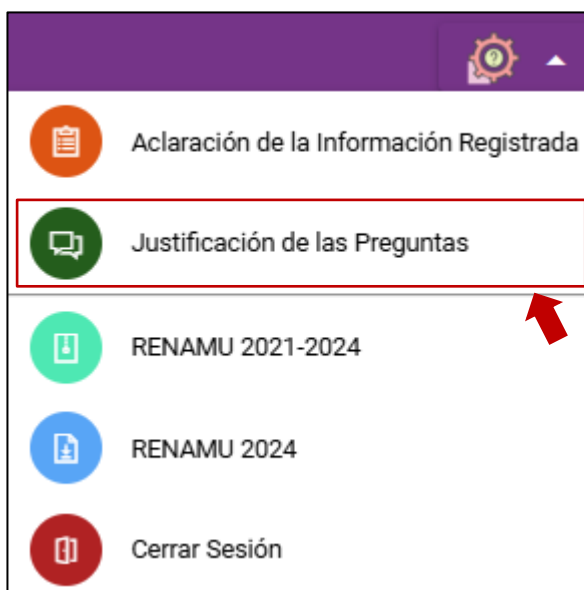 Aclaración de la Información Registrada
Justificación de las Preguntas
RENAMU 2021-2024
RENAMU 2024
Cerrar Sesión